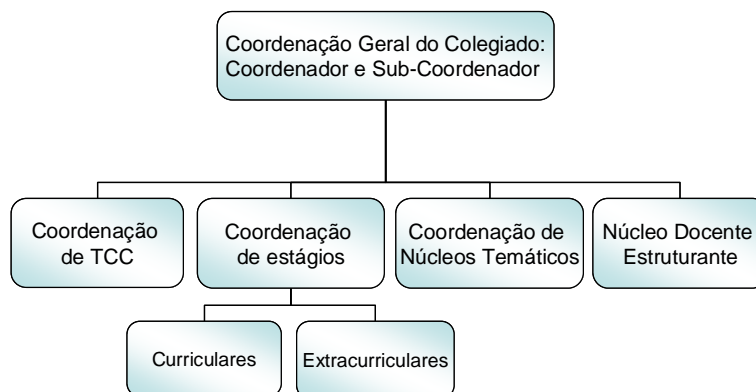 Coordenação Geral do Colegiado:
Coordenador e Sub-Coordenador
Coordenação
de TCC
Coordenação
de estágios
Coordenação de
Núcleos Temáticos
Núcleo Docente
Estruturante
Curriculares
Extracurriculares